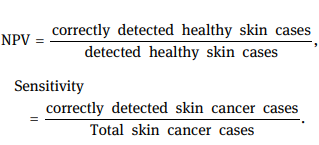 NPV = correctly detected healthy skin cases / detected healthy skin cases,
Sensitivity
= correctly detected skin cancer cases / Total skin cancer cases.